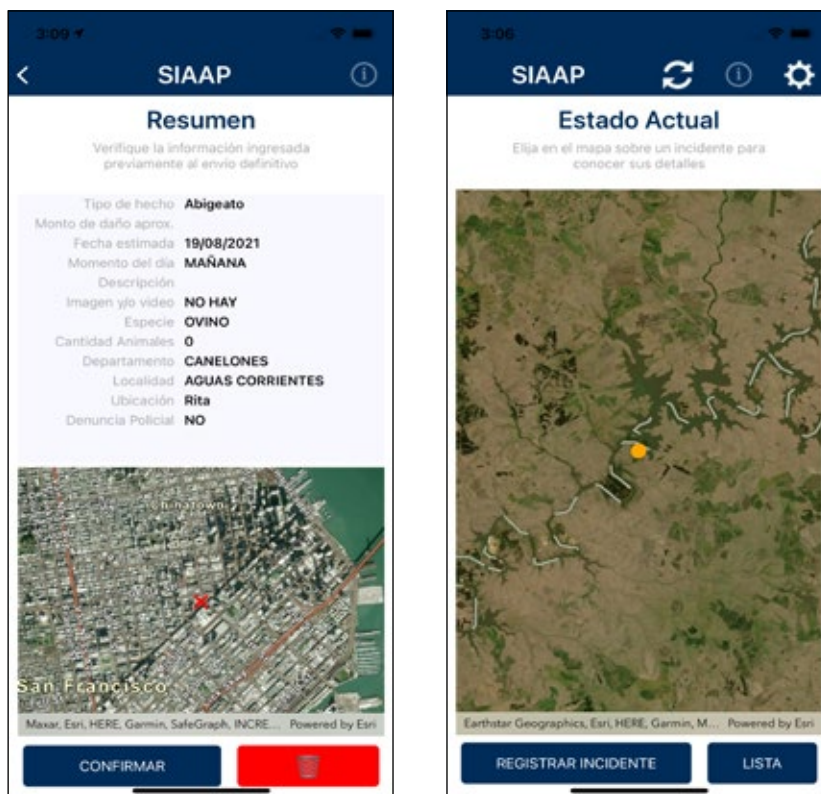 3:09
SIAAP
Resumen
Verifique la información ingresada
previamente al envío definitivo
Tipo de hecho Abigeato
Monto de daño aprox.
Fecha estimada 19/08/2021
Momento del día MAÑANA
Descripción
Imagen y/o video NO HAY
Especie OVINO
Cantidad Animales 0
Departamento CANELONES
Localidad AGUAS CORRIENTES
Ubicación Rita
Denuncia Policial NO
Chinatown
San Francisco
Maxar, Esri, HERE, Garmin, SafeGraph, INCRE... Powered by Esri
CONFIRMAR
3:06
SIAAP
Estado Actual
Elija en el mapa sobre un incidente para
conocer sus detalles
Earthstar Geographics, Esri, HERE, Garmin, M... Powered by Esri
REGISTRAR INCIDENTE
LISTA